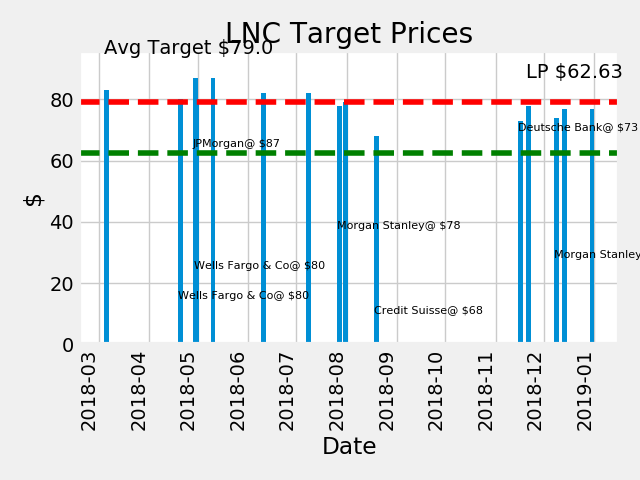 LNC Target Prices
Avg Target $79.0
LP $62.63
80
60
40
20
0
$
Deutsche Bank@ $73
JPMorgan@ $87
Morgan Stanley@ $78
Morgan Stanley
Wells Fargo & Co@ $80
Wells Fargo & Co@ $80
Credit Suisse@ $68
2018-03
2018-04
2018-05
2018-06
2018-07
2018-08
2018-09
2018-10
2018-11
2018-12
2019-01
Date